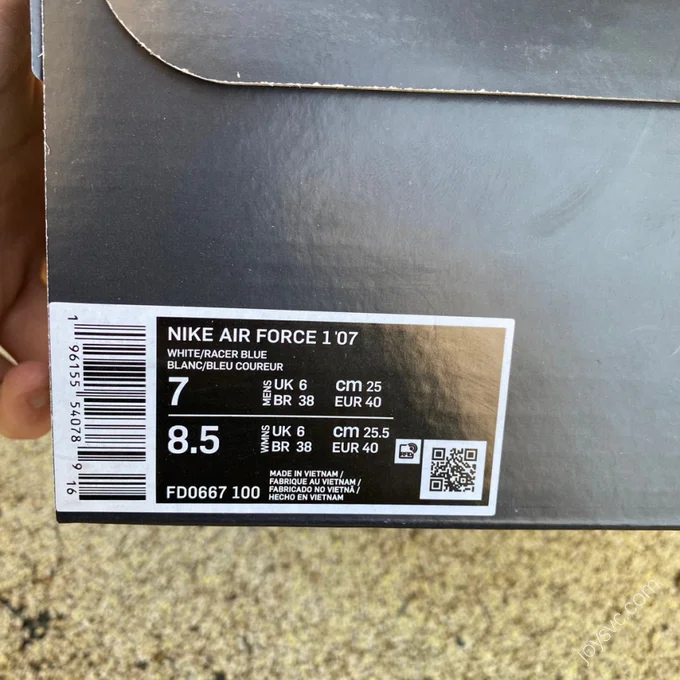 1 96155 54078 9 16
NIKE AIR FORCE 1 '07
WHITE/RACER BLUE
BLANC/BLEU COUREUR
7 MENS UK 6 cm 25
BR 38 EUR 40
8.5 WMNS UK 6 cm 25.5
BR 38 EUR 40
FD0667 100
MADE IN VIETNAM /
FABRIQUE AU VIETNAM /
FABRICADO NO VIETNÃ /
HECHO EN VIETNAM